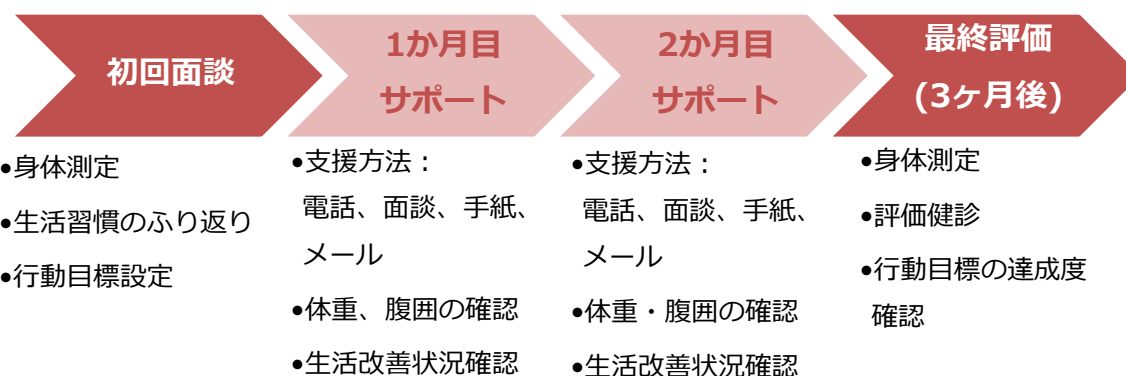 初回面談
•身体測定
•生活習慣のふり返り
•行動目標設定
1か月目
サポート
•支援方法：
電話、面談、手紙、
メール
•体重、腹囲の確認
•生活改善状況確認
2か月目
サポート
•支援方法：
電話、面談、手紙、
メール
•体重・腹囲の確認
•生活改善状況確認
最終評価
(3ヶ月後)
•身体測定
•評価健診
•行動目標の達成度
確認